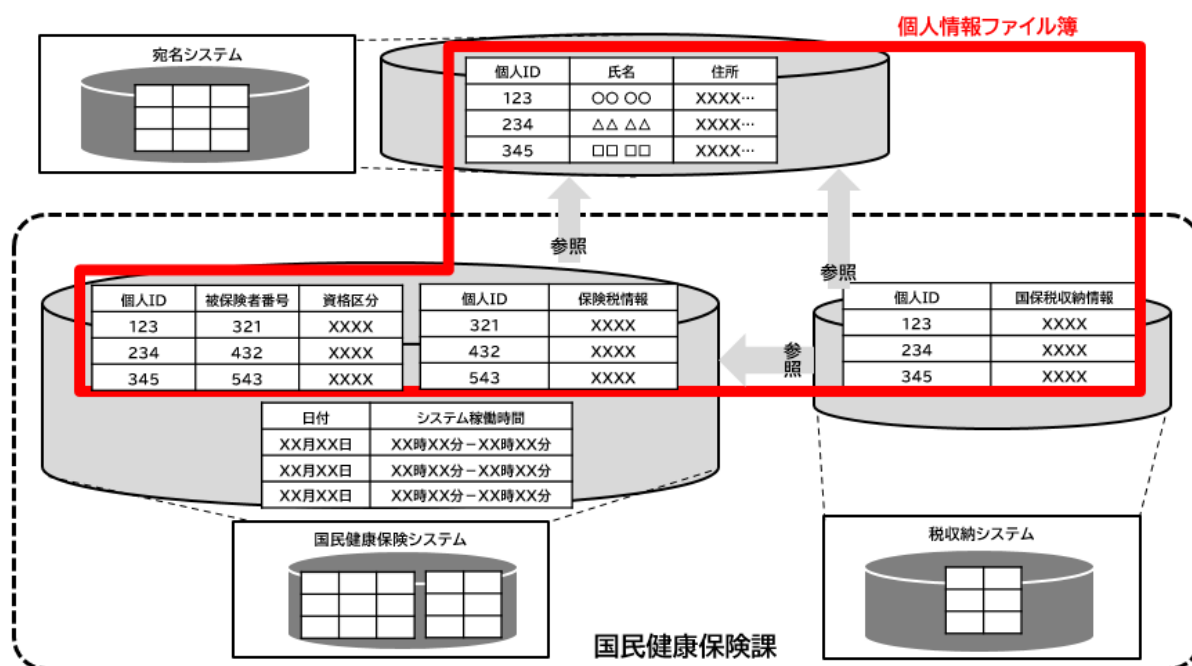 個人情報ファイル簿
宛名システム
個人ID 氏名 住所
123 〇〇 〇〇 XXXX…
234 △△ △△ XXXX…
345 □□ □□ XXXX…
参照
参照
個人ID 被保険者番号 資格区分
123 321 XXXX
234 432 XXXX
345 543 XXXX
個人ID 保険税情報
321 XXXX
432 XXXX
543 XXXX
参照
個人ID 国保税収納情報
123 XXXX
234 XXXX
345 XXXX
日付 システム稼働時間
XX月XX日 XX時XX分－XX時XX分
XX月XX日 XX時XX分－XX時XX分
XX月XX日 XX時XX分－XX時XX分
国民健康保険システム
税収納システム
国民健康保険課